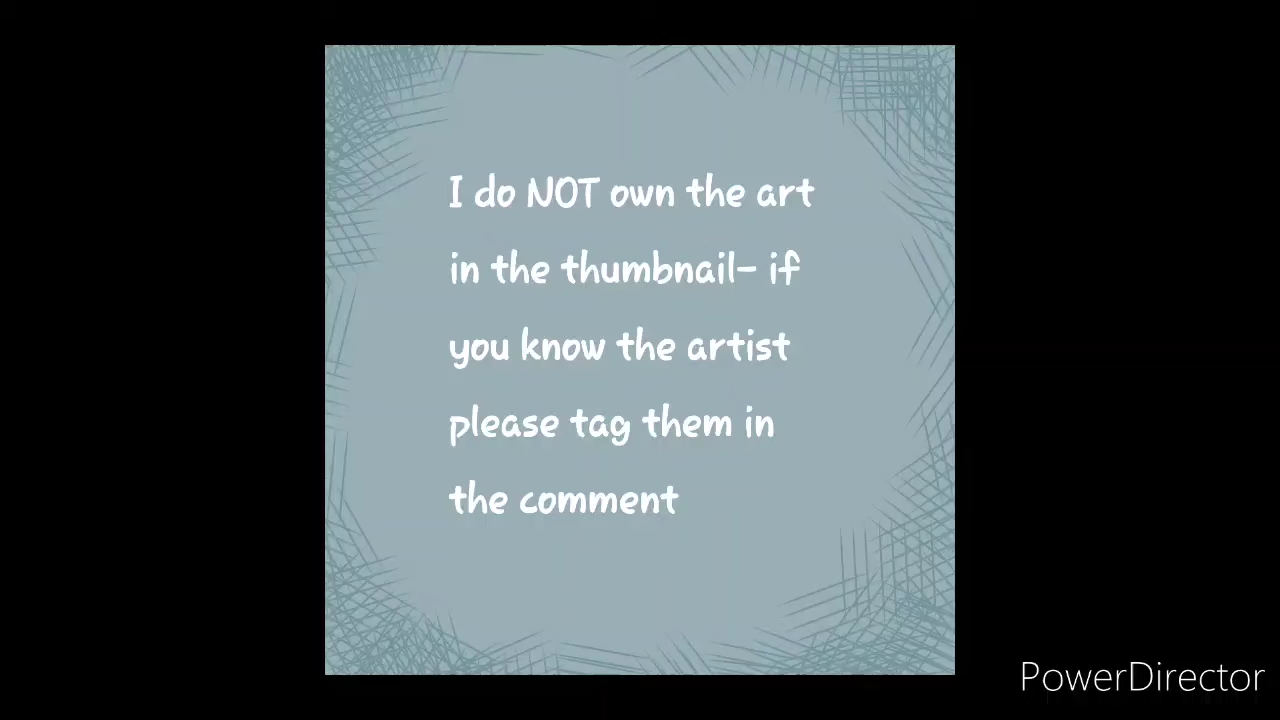 I do NOT own the art
in the thumbnail- if
you know the artist
please tag them in
the comment
PowerDirector